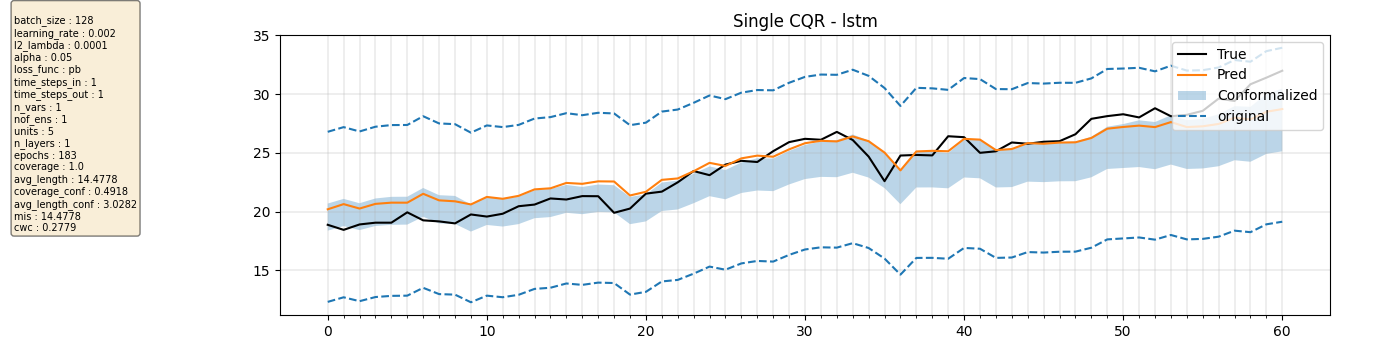 batch_size : 128
learning_rate : 0.002
l2_lambda : 0.0001
alpha : 0.05
loss_func : pb
time_steps_in : 1
time_steps_out : 1
n_vars : 1
nof_ens : 1
units : 5
n_layers : 1
epochs : 183
coverage : 1.0
avg_length : 14.4778
coverage_conf : 0.4918
avg_length_conf : 3.0282
mis : 14.4778
cwc : 0.2779
Single CQR - lstm
35
30
25
20
15
True
Pred
Conformalized
original
0 10 20 30 40 50 60